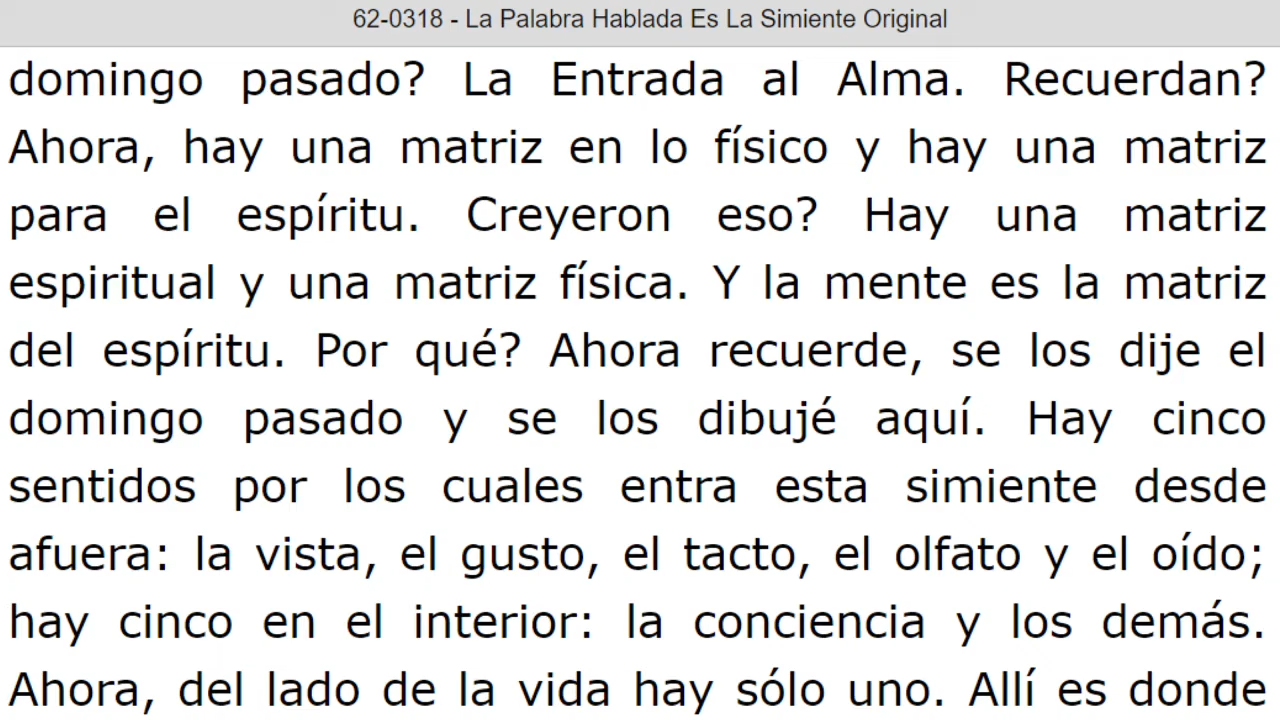 62-0318 - La Palabra Hablada Es La Simiente Original
domingo pasado? La Entrada al Alma. Recuerdan?
Ahora, hay una matriz en lo físico y hay una matriz
para el espíritu. Creyeron eso? Hay una matriz
espiritual y una matriz física. Y la mente es la matriz
del espíritu. Por qué? Ahora recuerde, se los dije el
domingo pasado y se los dibujé aquí. Hay cinco
sentidos por los cuales entra esta simiente desde
afuera: la vista, el gusto, el tacto, el olfato y el oído;
hay cinco en el interior: la conciencia y los demás.
Ahora, del lado de la vida hay sólo uno. Allí es donde